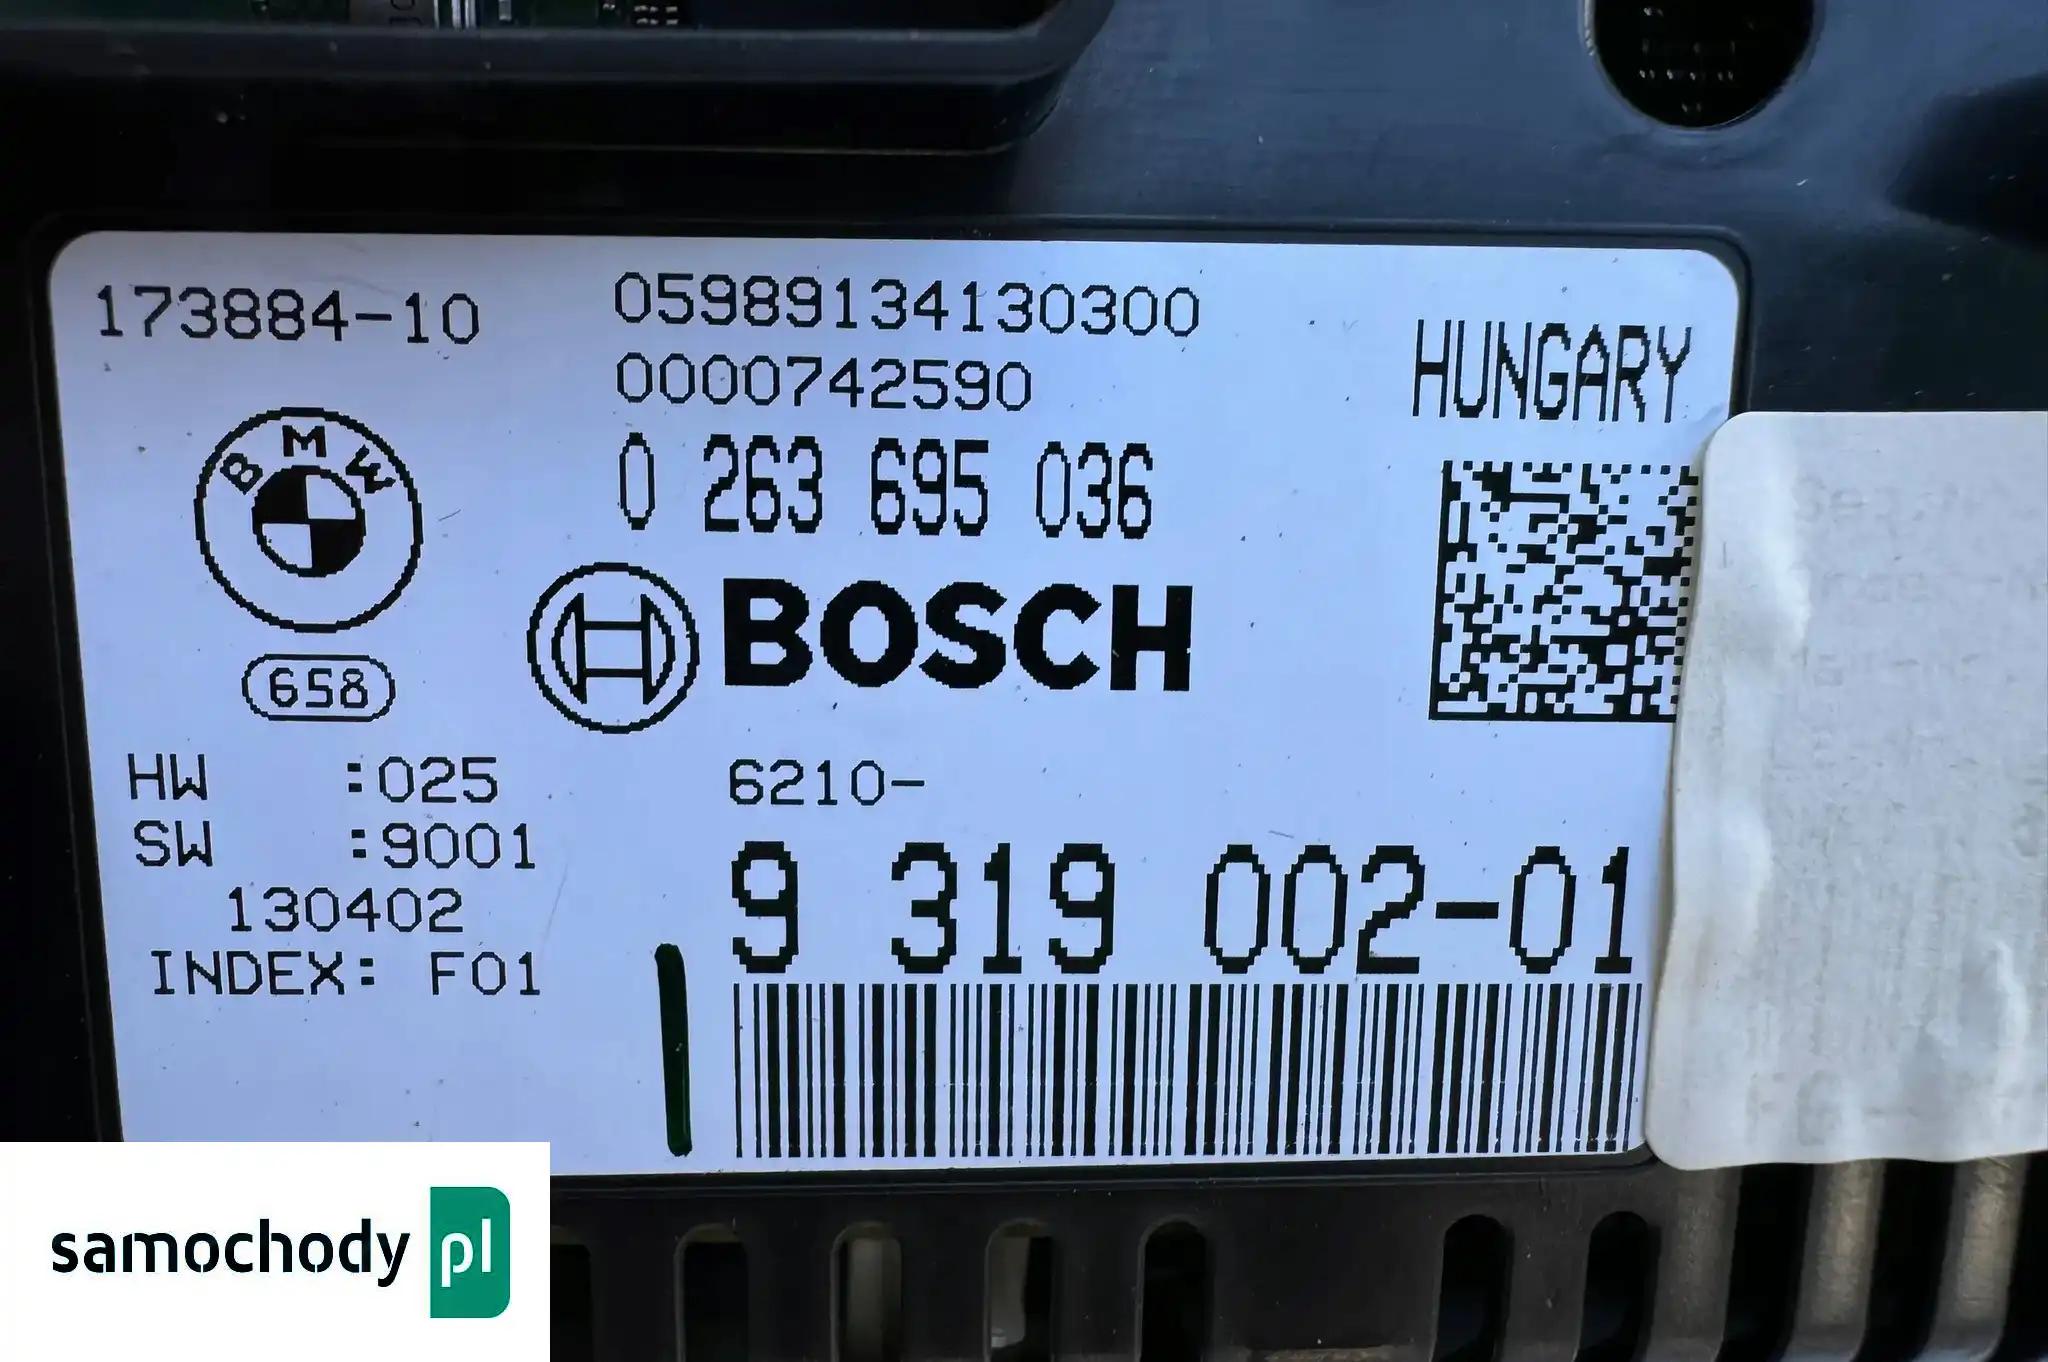 173884-10
05989134130300
0000742590
HUNGARY
0 263 695 036
BMW
BOSCH
658
HW :025
SW :9001
130402
INDEX: F01
6210-
9 319 002-01
samochody pl